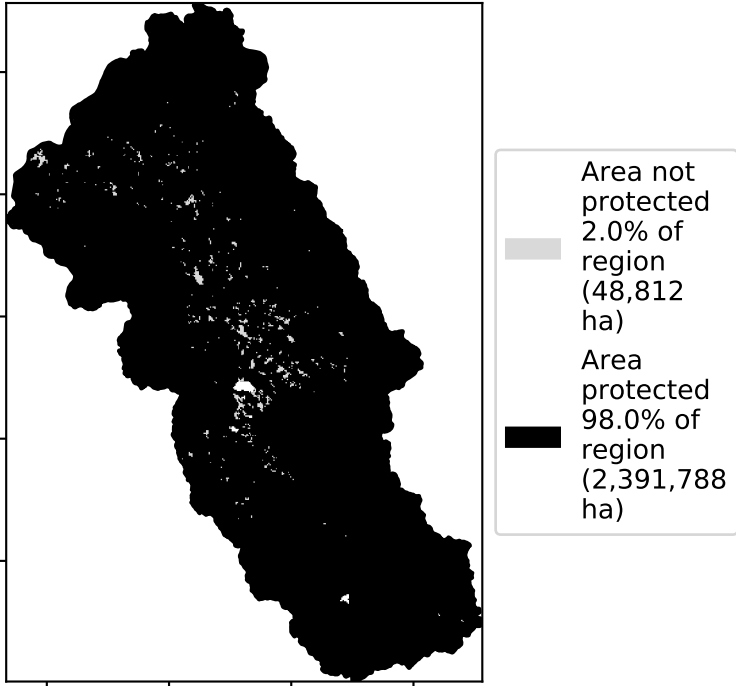 Area not
protected
2.0% of
region
(48,812
ha)
Area
protected
98.0% of
region
(2,391,788
ha)